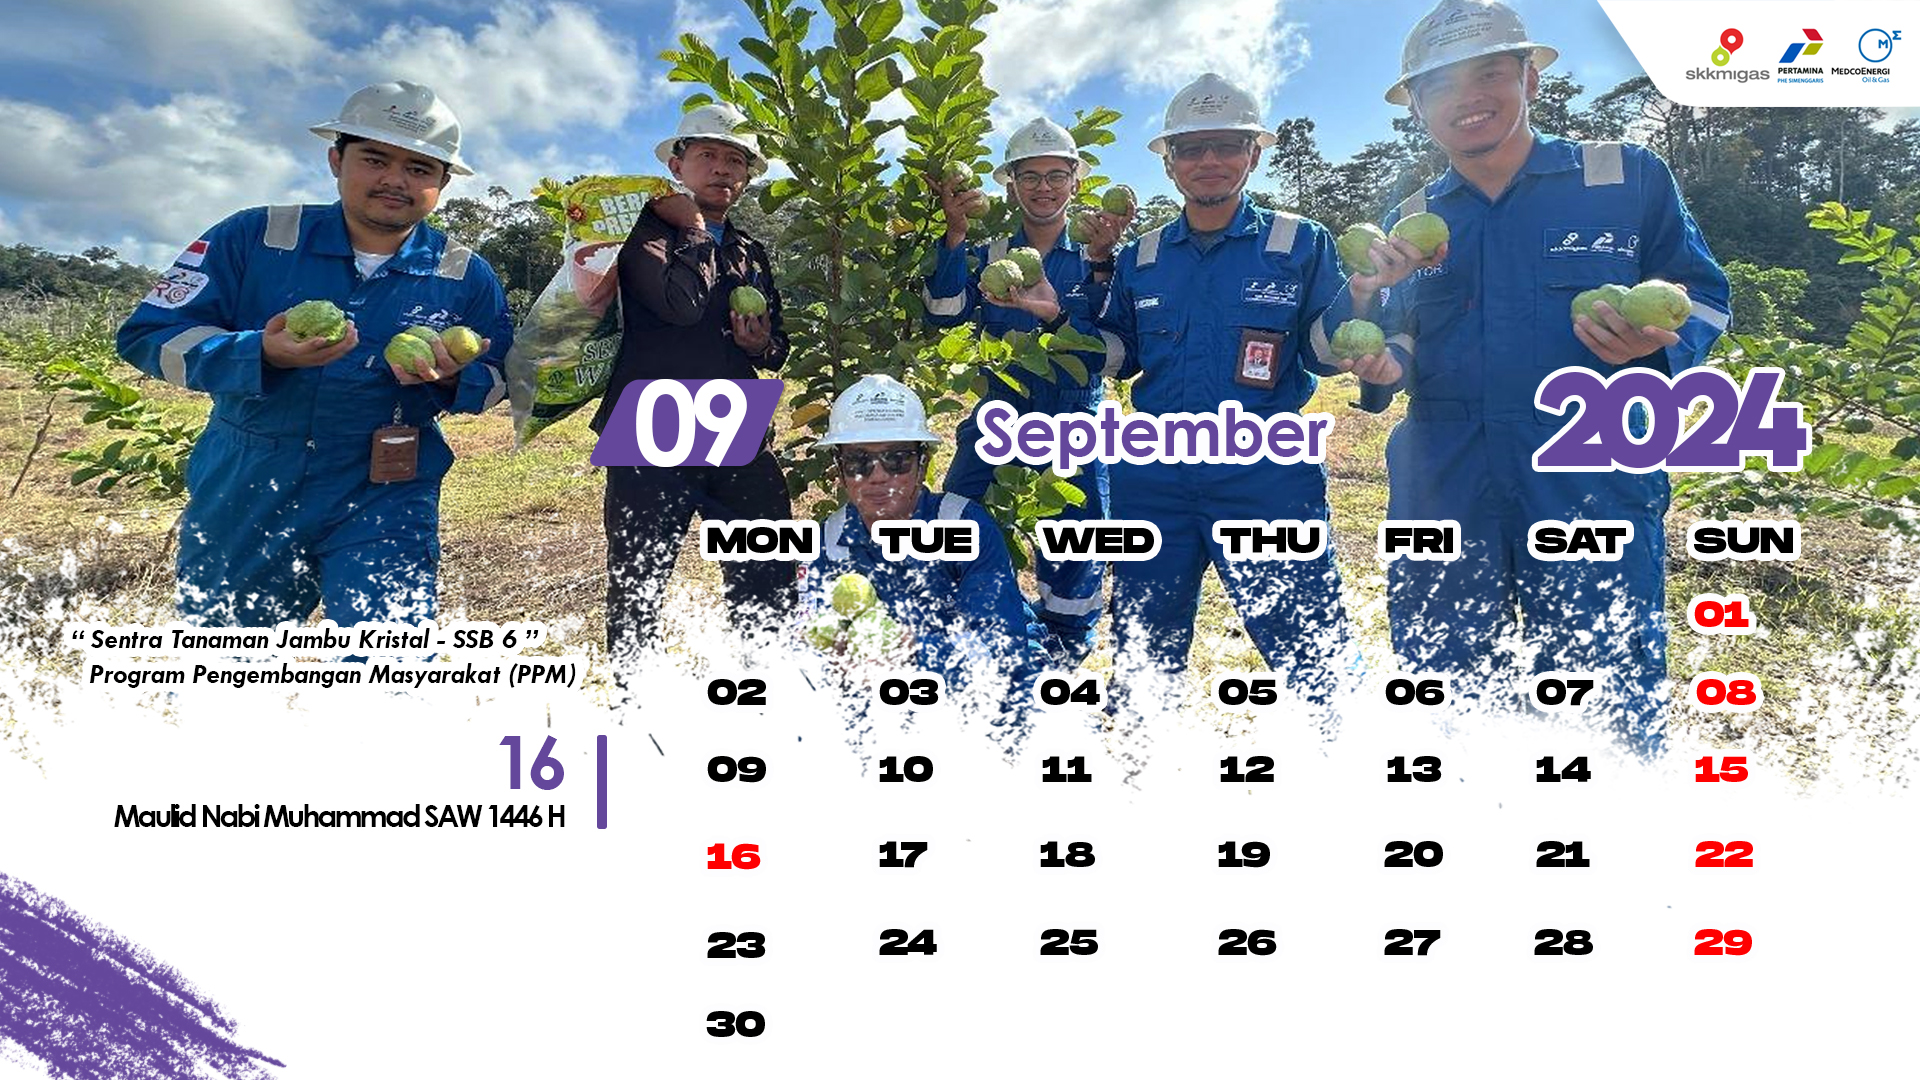 skkmigas
PERTAMINA
PHE SIMENGGARIS
MEDCOENERGI
Oil & Gas
09
September
2024
MON TUE WED THU FRI SAT SUN
01
02 03 04 05 06 07 08
09 10 11 12 13 14 15
16 17 18 19 20 21 22
23 24 25 26 27 28 29
30
“ Sentra Tanaman Jambu Kristal - SSB 6 ”
Program Pengembangan Masyarakat (PPM)
16
Maulid Nabi Muhammad SAW 1446 H